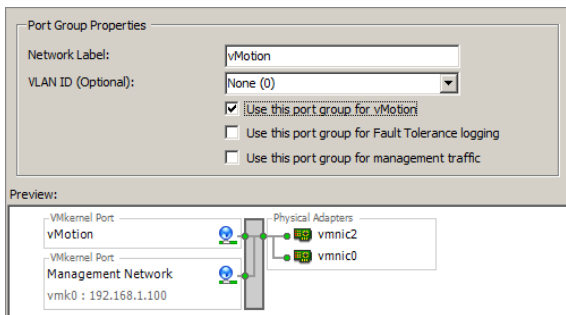 Port Group Properties
Network Label:
vMotion
VLAN ID (Optional):
None (0)
Use this port group for vMotion
Use this port group for Fault Tolerance logging
Use this port group for management traffic
Preview:
VMkernel Port
vMotion
VMkernel Port
Management Network
vmk0 : 192.168.1.100
Physical Adapters
vmnic2
vmnic0